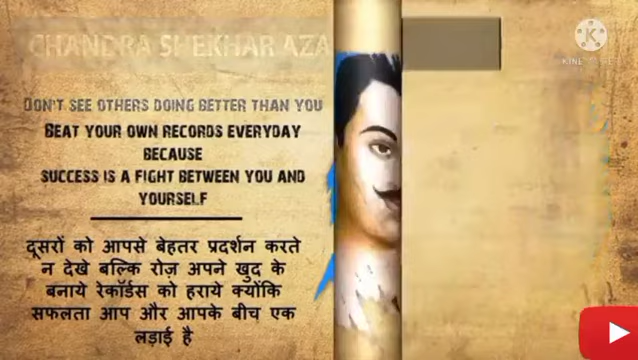 CHANDRA SHEKHAR AZA
DON'T SEE OTHERS DOING BETTER THAN YOU
BEAT YOUR OWN RECORDS EVERYDAY
BECAUSE
SUCCESS IS A FIGHT BETWEEN YOU AND
YOURSELF
दूसरों को आपसे बेहतर प्रदर्शन करते
न देखे बल्कि रोज़ अपने खुद के
बनाये रेकॉर्डस को हराये क्योंकि
सफलता आप और आपके बीच एक
लड़ाई है